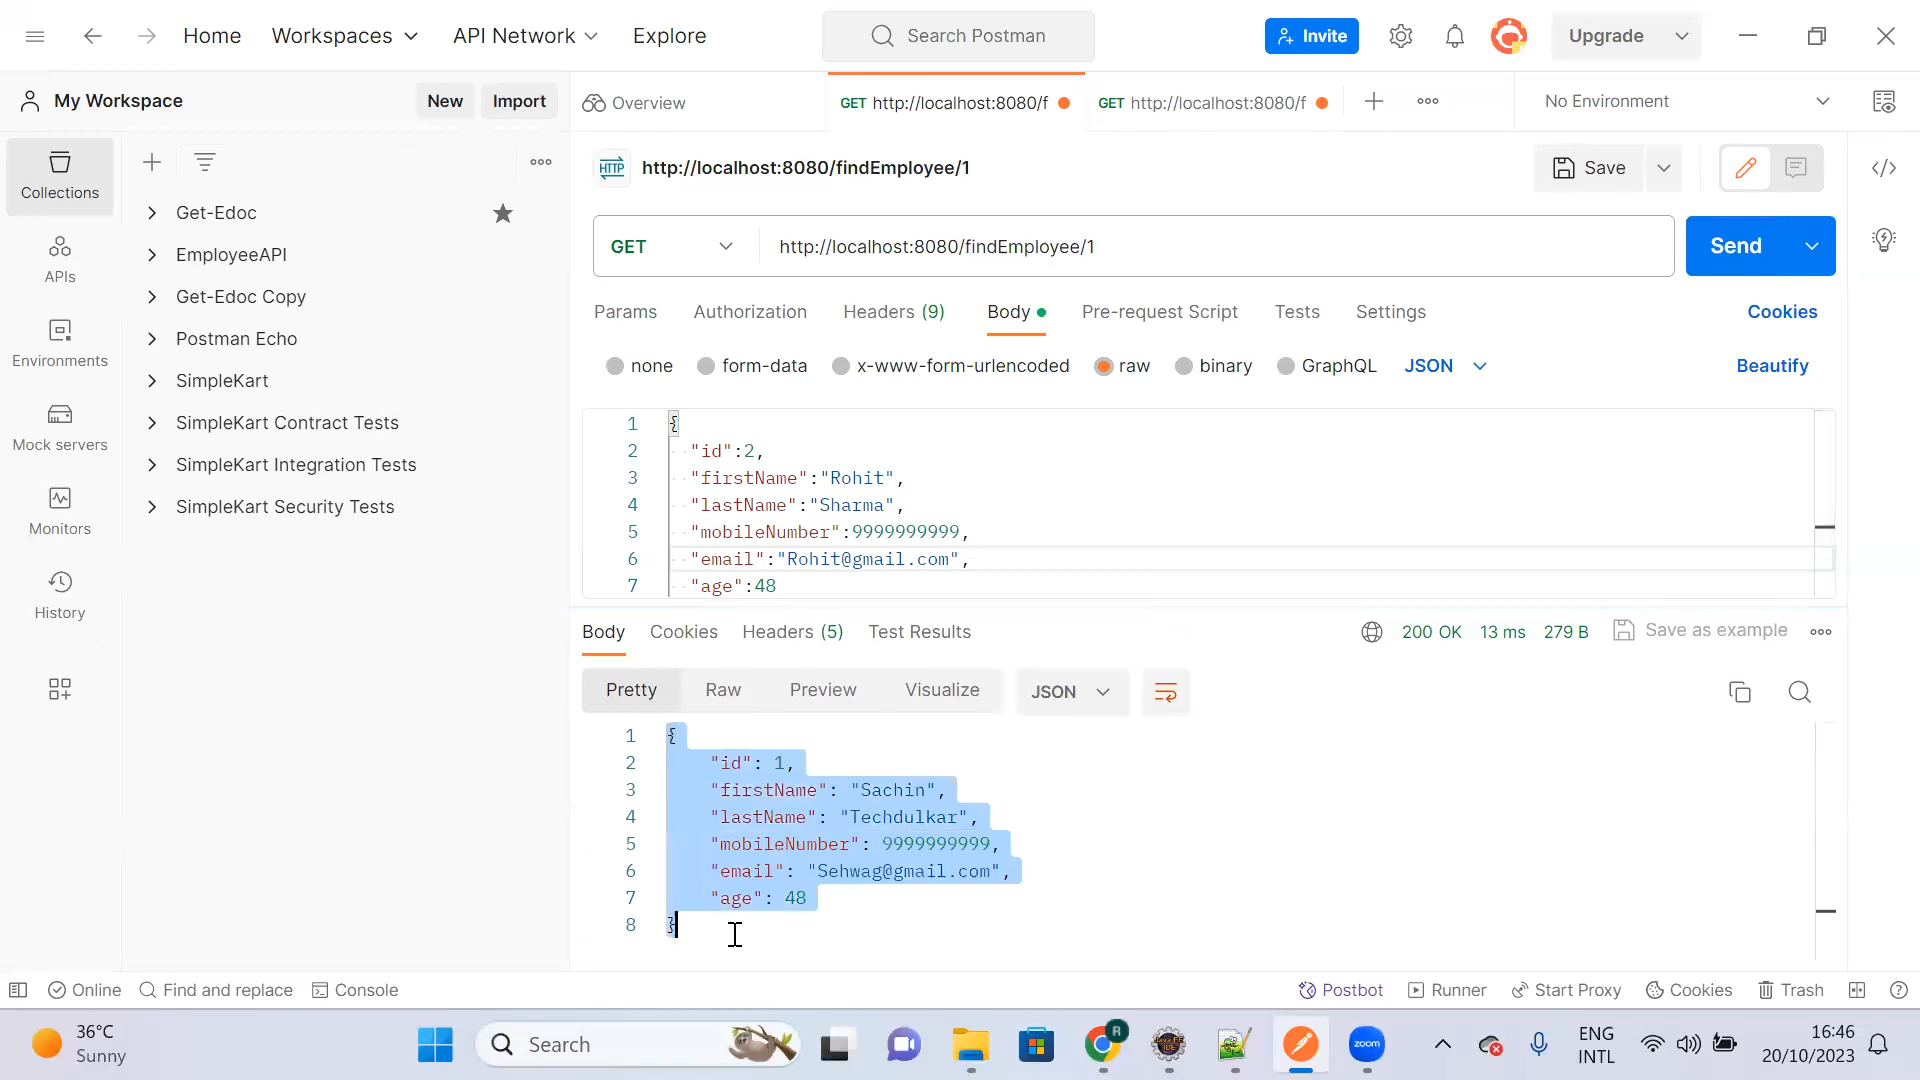 Home Workspaces API Network Explore Search Postman Invite Upgrade
My Workspace New Import Overview GET http://localhost:8080/f GET http://localhost:8080/f No Environment
Collections
APIs
Environments
Mock servers
Monitors
History
Get-Edoc
EmployeeAPI
Get-Edoc Copy
Postman Echo
SimpleKart
SimpleKart Contract Tests
SimpleKart Integration Tests
SimpleKart Security Tests
HTTP http://localhost:8080/findEmployee/1 Save
GET http://localhost:8080/findEmployee/1 Send
Params Authorization Headers (9) Body Pre-request Script Tests Settings Cookies
none form-data x-www-form-urlencoded raw binary GraphQL JSON Beautify
1 {
2 "id":2,
3 "firstName":"Rohit",
4 "lastName":"Sharma",
5 "mobileNumber":9999999999,
6 "email":"Rohit@gmail.com",
7 "age":48
Body Cookies Headers (5) Test Results 200 OK 13 ms 279 B Save as example
Pretty Raw Preview Visualize JSON
1 {
2 "id": 1,
3 "firstName": "Sachin",
4 "lastName": "Techdulkar",
5 "mobileNumber": 9999999999,
6 "email": "Sehwag@gmail.com",
7 "age": 48
8 }
Online Find and replace Console Postbot Runner Start Proxy Cookies Trash
36°C
Sunny
Search
R
zoom
ENG
INTL
16:46
20/10/2023